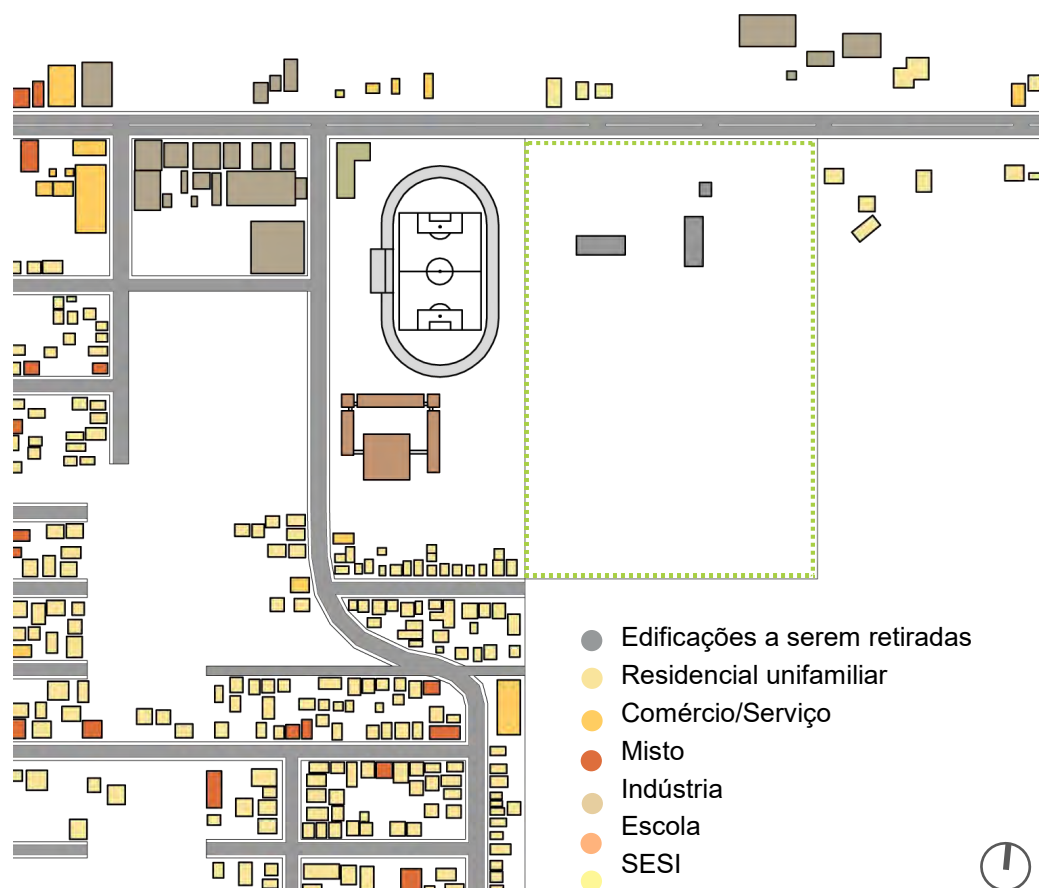 Edificações a serem retiradas
Residencial unifamiliar
Comércio/Serviço
Misto
Indústria
Escola
SESI